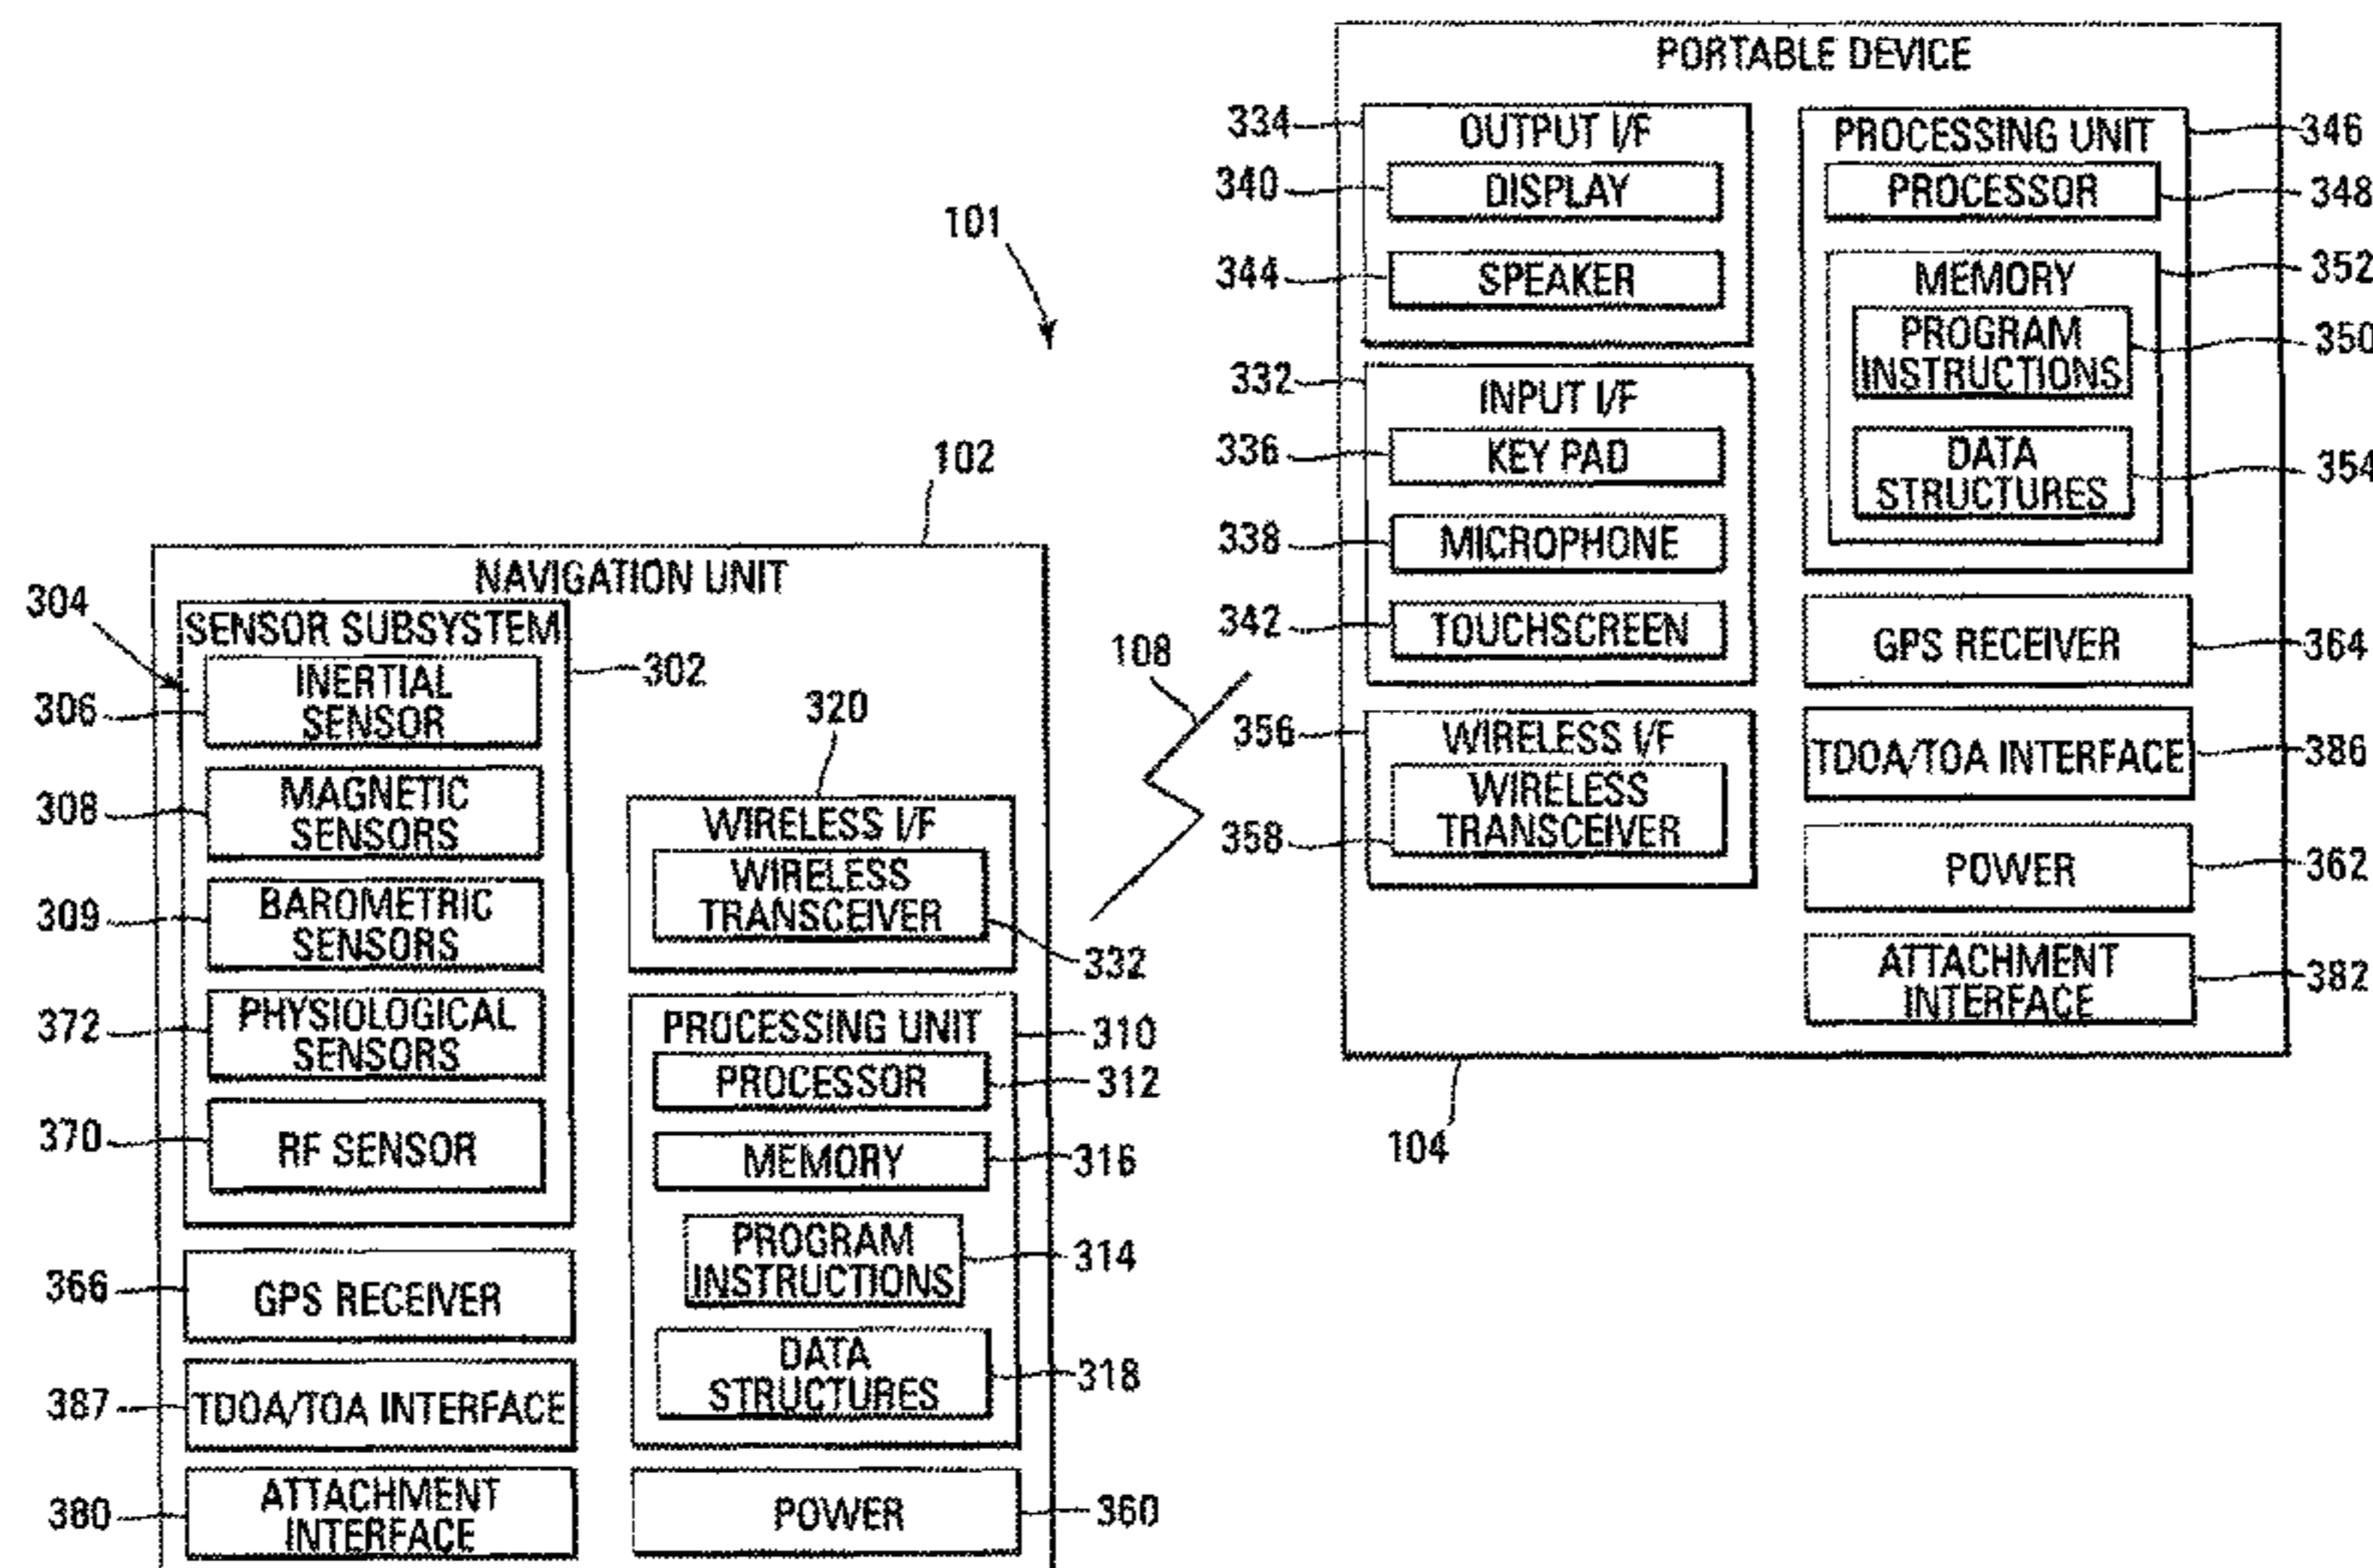 101
PORTABLE DEVICE
334
OUTPUT I/F
340
DISPLAY
344
SPEAKER
332
INPUT I/F
336
KEY PAD
338
MICROPHONE
342
TOUCHSCREEN
356
WIRELESS I/F
358
WIRELESS
TRANSCEIVER
PROCESSING UNIT
346
PROCESSOR
348
MEMORY
352
PROGRAM
INSTRUCTIONS
350
DATA
STRUCTURES
354
GPS RECEIVER
364
TDOA/TOA INTERFACE
386
POWER
362
ATTACHMENT
INTERFACE
382
104
108
102
NAVIGATION UNIT
304
SENSOR SUBSYSTEM
302
306
INERTIAL
SENSOR
308
MAGNETIC
SENSORS
309
BAROMETRIC
SENSORS
372
PHYSIOLOGICAL
SENSORS
370
RF SENSOR
366
GPS RECEIVER
387
TDOA/TOA INTERFACE
380
ATTACHMENT
INTERFACE
320
WIRELESS I/F
WIRELESS
TRANSCEIVER
332
PROCESSING UNIT
310
PROCESSOR
312
MEMORY
316
PROGRAM
INSTRUCTIONS
314
DATA
STRUCTURES
318
POWER
360